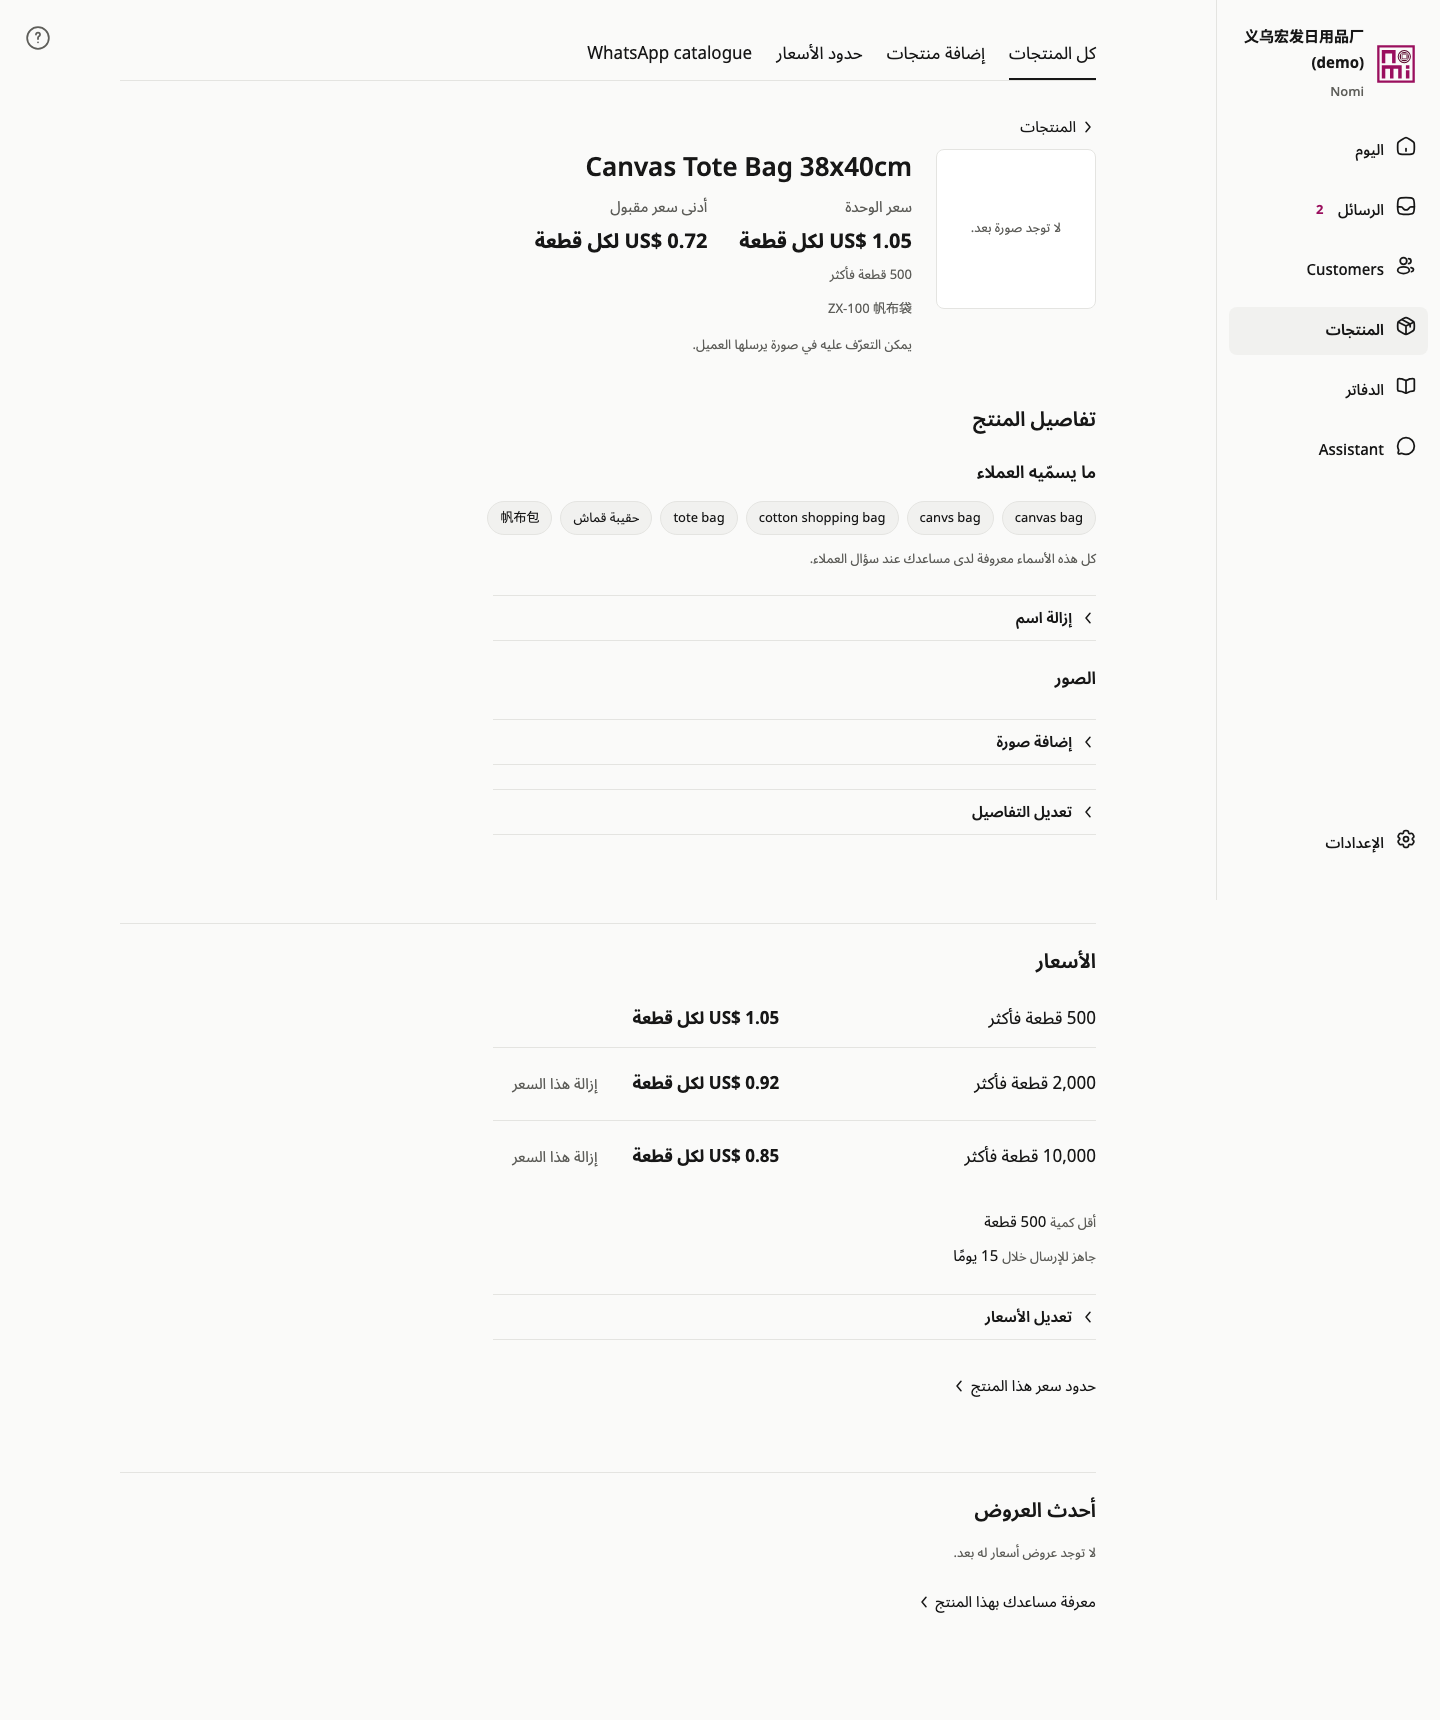 义乌宏发日用品厂
(demo)
Nomi
اليوم
الرسائل 2
Customers
المنتجات
الدفاتر
Assistant
الإعدادات
كل المنتجات إضافة منتجات حدود الأسعار WhatsApp catalogue
المنتجات
لا توجد صورة بعد.
Canvas Tote Bag 38x40cm
سعر الوحدة أدنى سعر مقبول
US$ 1.05 لكل قطعة US$ 0.72 لكل قطعة
500 قطعة فأكثر
ZX-100 帆布袋
يمكن التعرّف عليه في صورة يرسلها العميل.
تفاصيل المنتج
ما يسمّيه العملاء
canvas bag canvs bag cotton shopping bag tote bag حقيبة قماش 帆布包
كل هذه الأسماء معروفة لدى مساعدك عند سؤال العملاء.
إزالة اسم
الصور
إضافة صورة
تعديل التفاصيل
الأسعار
500 قطعة فأكثر US$ 1.05 لكل قطعة
2,000 قطعة فأكثر US$ 0.92 لكل قطعة إزالة هذا السعر
10,000 قطعة فأكثر US$ 0.85 لكل قطعة إزالة هذا السعر
أقل كمية 500 قطعة
جاهز للإرسال خلال 15 يومًا
تعديل الأسعار
حدود سعر هذا المنتج
أحدث العروض
لا توجد عروض أسعار له بعد.
معرفة مساعدك بهذا المنتج